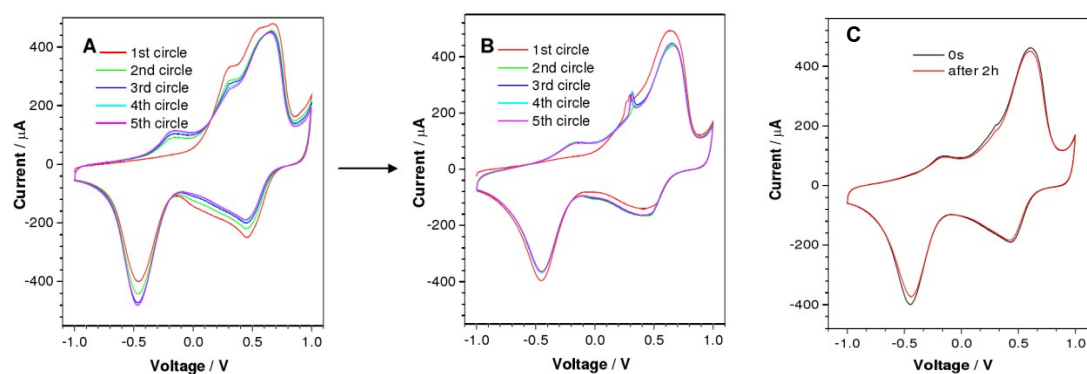 A
1st circle
2nd circle
3rd circle
4th circle
5th circle
400
200
0
-200
-400
Current / μA
-1.0 -0.5 0.0 0.5 1.0
Voltage / V
B
1st circle
2nd circle
3rd circle
4th circle
5th circle
400
200
0
-200
-400
Current / μA
-1.0 -0.5 0.0 0.5 1.0
Voltage / V
C
0s
after 2h
400
200
0
-200
-400
Current / μA
-1.0 -0.5 0.0 0.5 1.0
Voltage / V